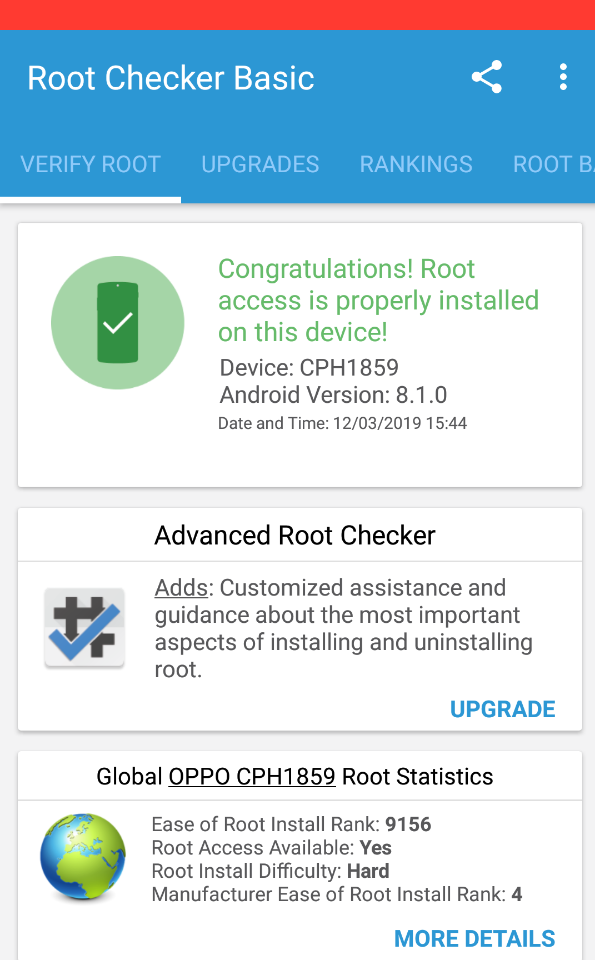 Root Checker Basic
VERIFY ROOT UPGRADES RANKINGS ROOT BA
Congratulations! Root
access is properly installed
on this device!
Device: CPH1859
Android Version: 8.1.0
Date and Time: 12/03/2019 15:44
Advanced Root Checker
Adds: Customized assistance and
guidance about the most important
aspects of installing and uninstalling
root.
UPGRADE
Global OPPO CPH1859 Root Statistics
Ease of Root Install Rank: 9156
Root Access Available: Yes
Root Install Difficulty: Hard
Manufacturer Ease of Root Install Rank: 4
MORE DETAILS